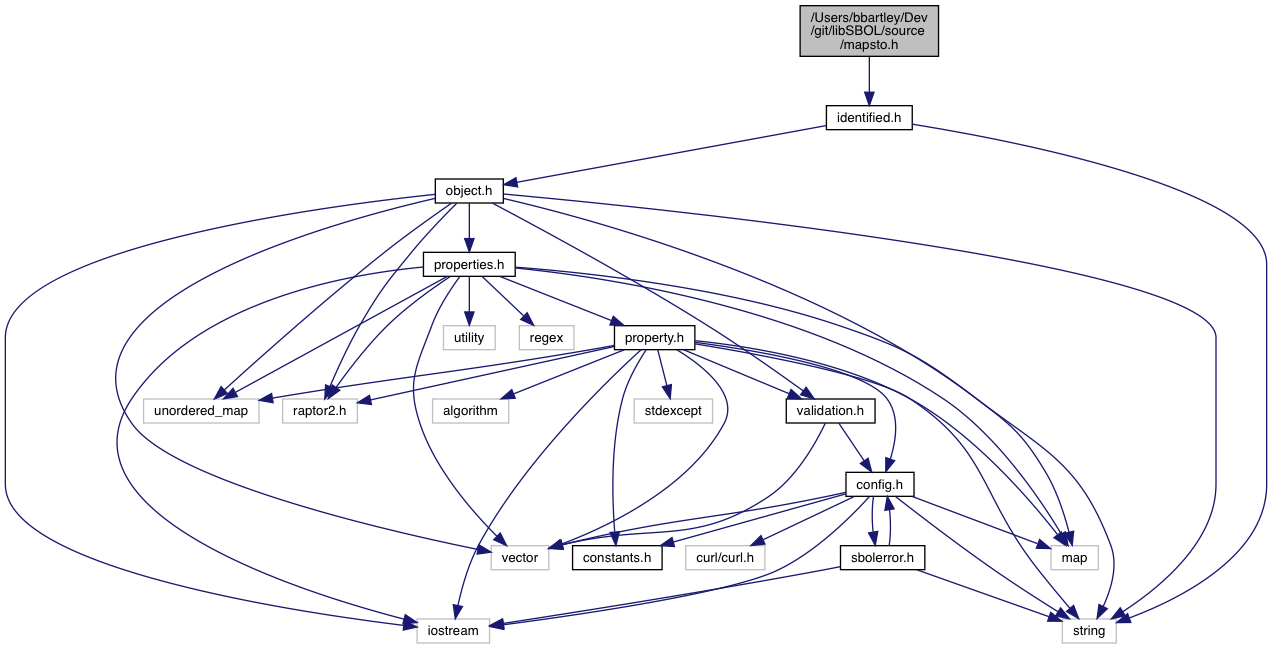 /Users/bbartley/Dev
/git/libSBOL/source
/mapsto.h
identified.h
object.h
properties.h
utility
regex
property.h
unordered_map
raptor2.h
algorithm
stdexcept
validation.h
config.h
vector
constants.h
curl/curl.h
sbolerror.h
map
iostream
string